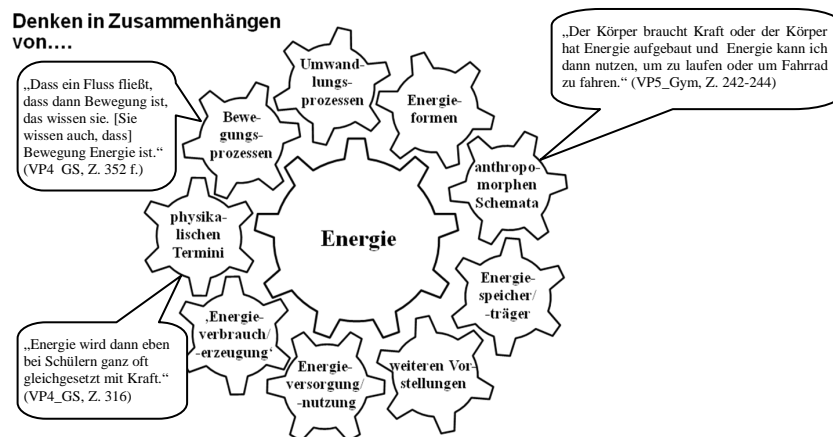 Denken in Zusammenhängen
von....
„Der Körper braucht Kraft oder der Körper
hat Energie aufgebaut und Energie kann ich
dann nutzen, um zu laufen oder um Fahrrad
zu fahren.“ (VP5_Gym, Z. 242-244)
„Dass ein Fluss fließt,
dass dann Bewegung ist,
das wissen sie. [Sie
wissen auch, dass]
Bewegung Energie ist.“
(VP4_GS, Z. 352 f.)
Umwand-
lungs-
prozessen
Energie-
formen
Bewe-
gungs-
prozessen
anthropo-
morphen
Schemata
physika-
lischen
Termini
Energie
Energie-
speicher/
-träger
‚Energie-
verbrauch/
-erzeugung‘
Energie-
versorgung/
-nutzung
weiteren Vor-
stellungen
„Energie wird dann eben
bei Schülern ganz oft
gleichgesetzt mit Kraft.“
(VP4_GS, Z. 316)